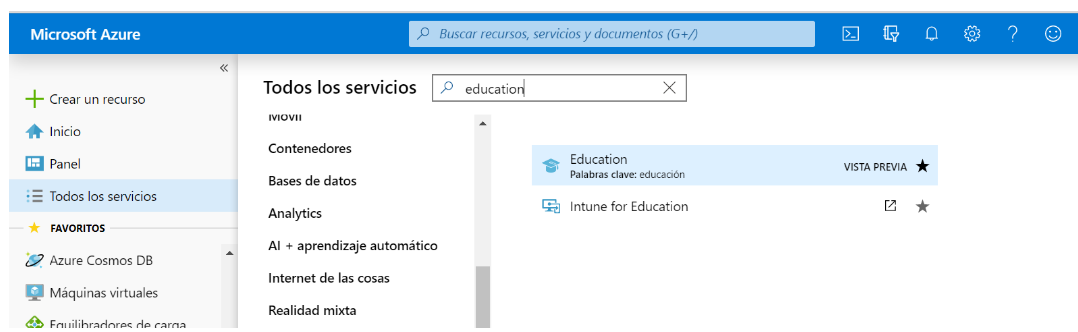 Microsoft Azure
Buscar recursos, servicios y documentos (G+/)
«
Crear un recurso
Inicio
Panel
Todos los servicios
FAVORITOS
Azure Cosmos DB
Máquinas virtuales
Equilibradores de carga
Todos los servicios
education
Móvil
Contenedores
Bases de datos
Analytics
AI + aprendizaje automático
Internet de las cosas
Realidad mixta
Education
VISTA PREVIA
Palabras clave: educación
Intune for Education